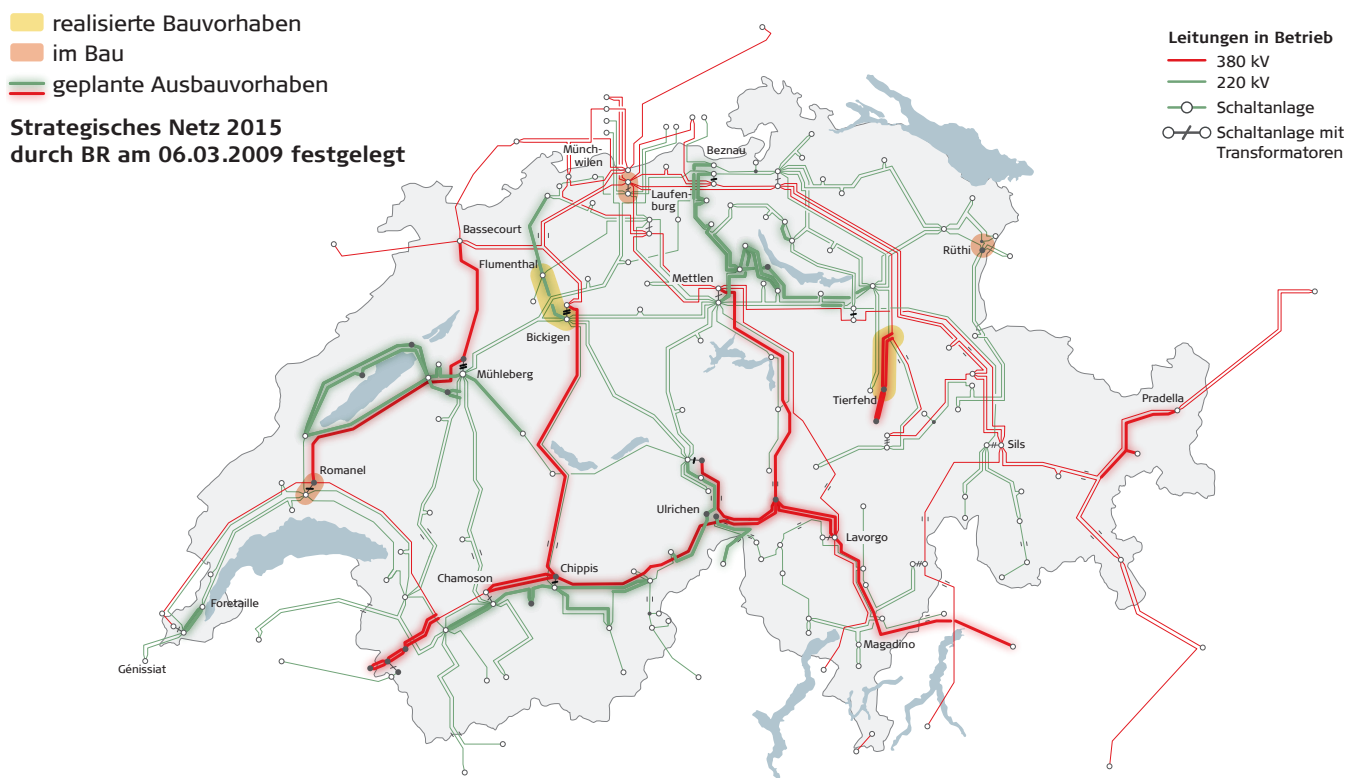 realisierte Bauvorhaben
im Bau
geplante Ausbauvorhaben
Strategisches Netz 2015
durch BR am 06.03.2009 festgelegt
Leitungen in Betrieb
380 kV
220 kV
Schaltanlage
Schaltanlage mit
Transformatoren
Münch-
wilen
Beznau
Laufen-
burg
Bassecourt
Rüthi
Flumenthal
Mettlen
Bickigen
Mühleberg
Tierfehd
Pradella
Sils
Romanel
Ulrichen
Lavorgo
Chippis
Chamoson
Foretaille
Magadino
Génissiat